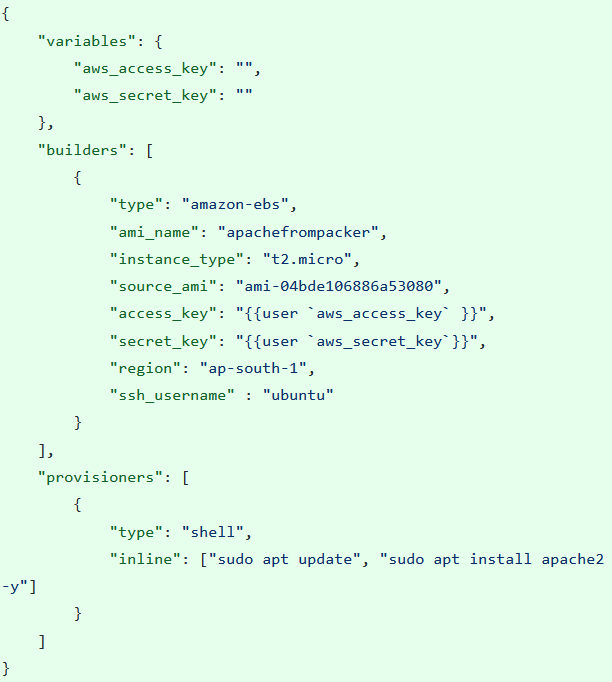 {
    "variables": {
        "aws_access_key": "",
        "aws_secret_key": ""
    },
    "builders": [
        {
            "type": "amazon-ebs",
            "ami_name": "apachefrompacker",
            "instance_type": "t2.micro",
            "source_ami": "ami-04bde106886a53080",
            "access_key": "{{user `aws_access_key` }}",
            "secret_key": "{{user `aws_secret_key`}}",
            "region": "ap-south-1",
            "ssh_username" : "ubuntu"
        }
    ],
    "provisioners": [
        {
            "type": "shell",
            "inline": ["sudo apt update", "sudo apt install apache2
-y"]
        }
    ]
}